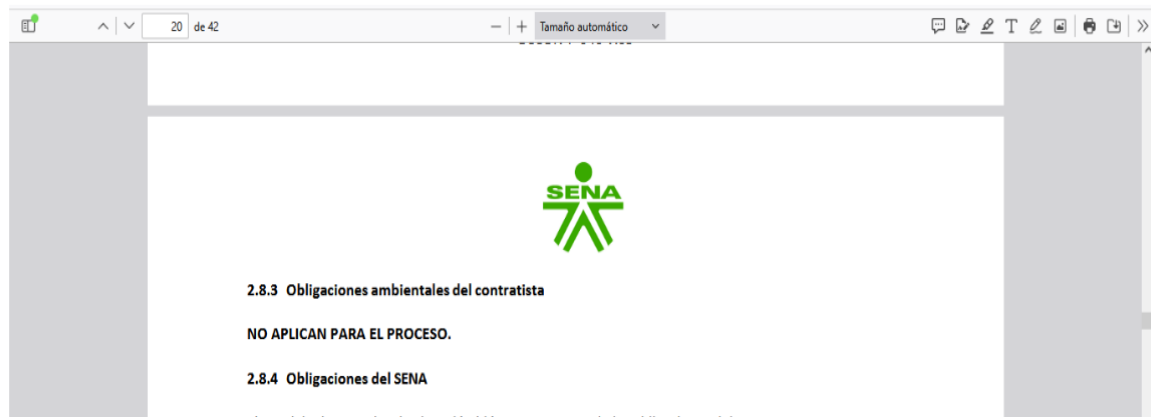 20 de 42
Tamaño automático
SENA
2.8.3 Obligaciones ambientales del contratista
NO APLICAN PARA EL PROCESO.
2.8.4 Obligaciones del SENA